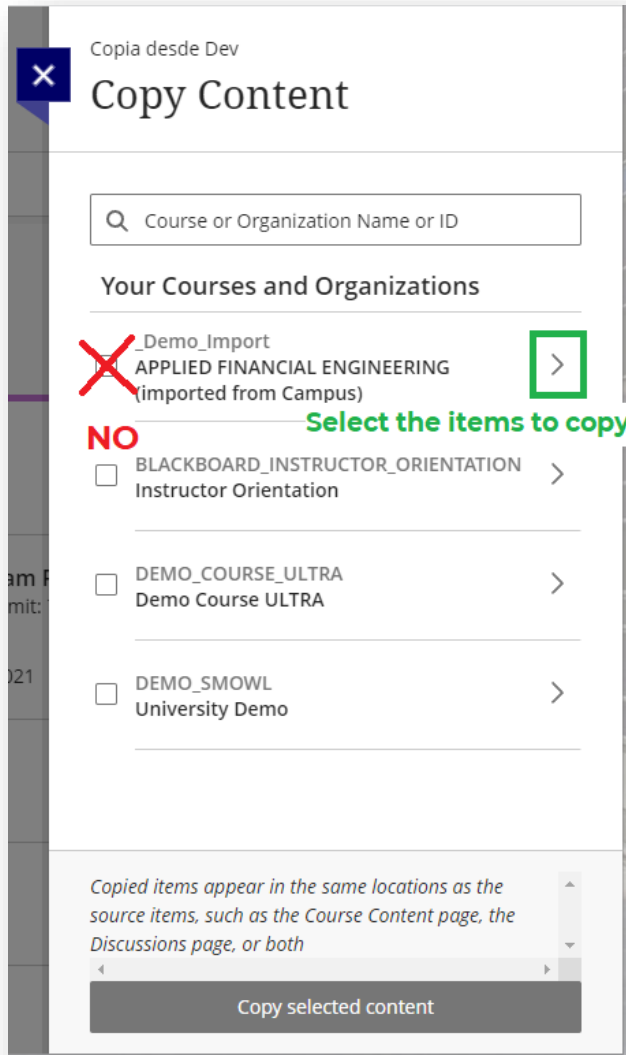 Copia desde Dev
Copy Content
Course or Organization Name or ID
Your Courses and Organizations
_Demo_Import
APPLIED FINANCIAL ENGINEERING
(imported from Campus)
Select the items to copy
NO
BLACKBOARD_INSTRUCTOR_ORIENTATION
Instructor Orientation
DEMO_COURSE_ULTRA
Demo Course ULTRA
am
mit:
021
DEMO_SMOWL
University Demo
Copied items appear in the same locations as the
source items, such as the Course Content page, the
Discussions page, or both
Copy selected content